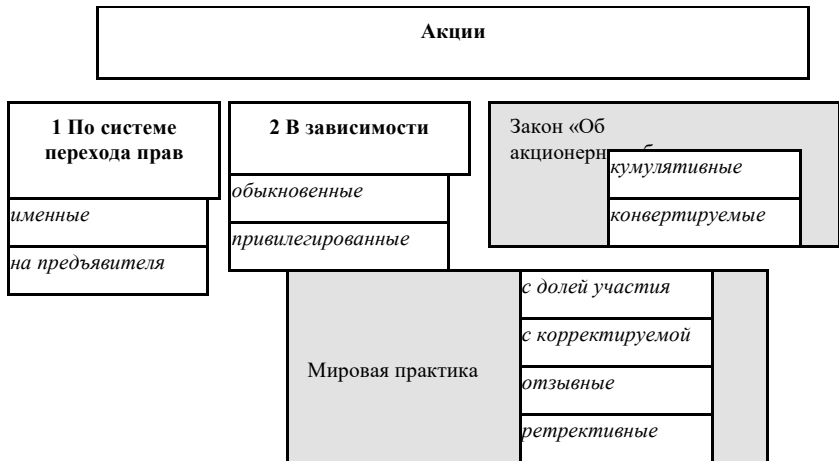 Акции
1 По системе
перехода прав
именные
на предъявителя
2 В зависимости
обыкновенные
привилегированные
Закон «Об
кумулятивные
конвертируемые
Мировая практика
с долей участия
с корректируемой
отзывные
ретрективные